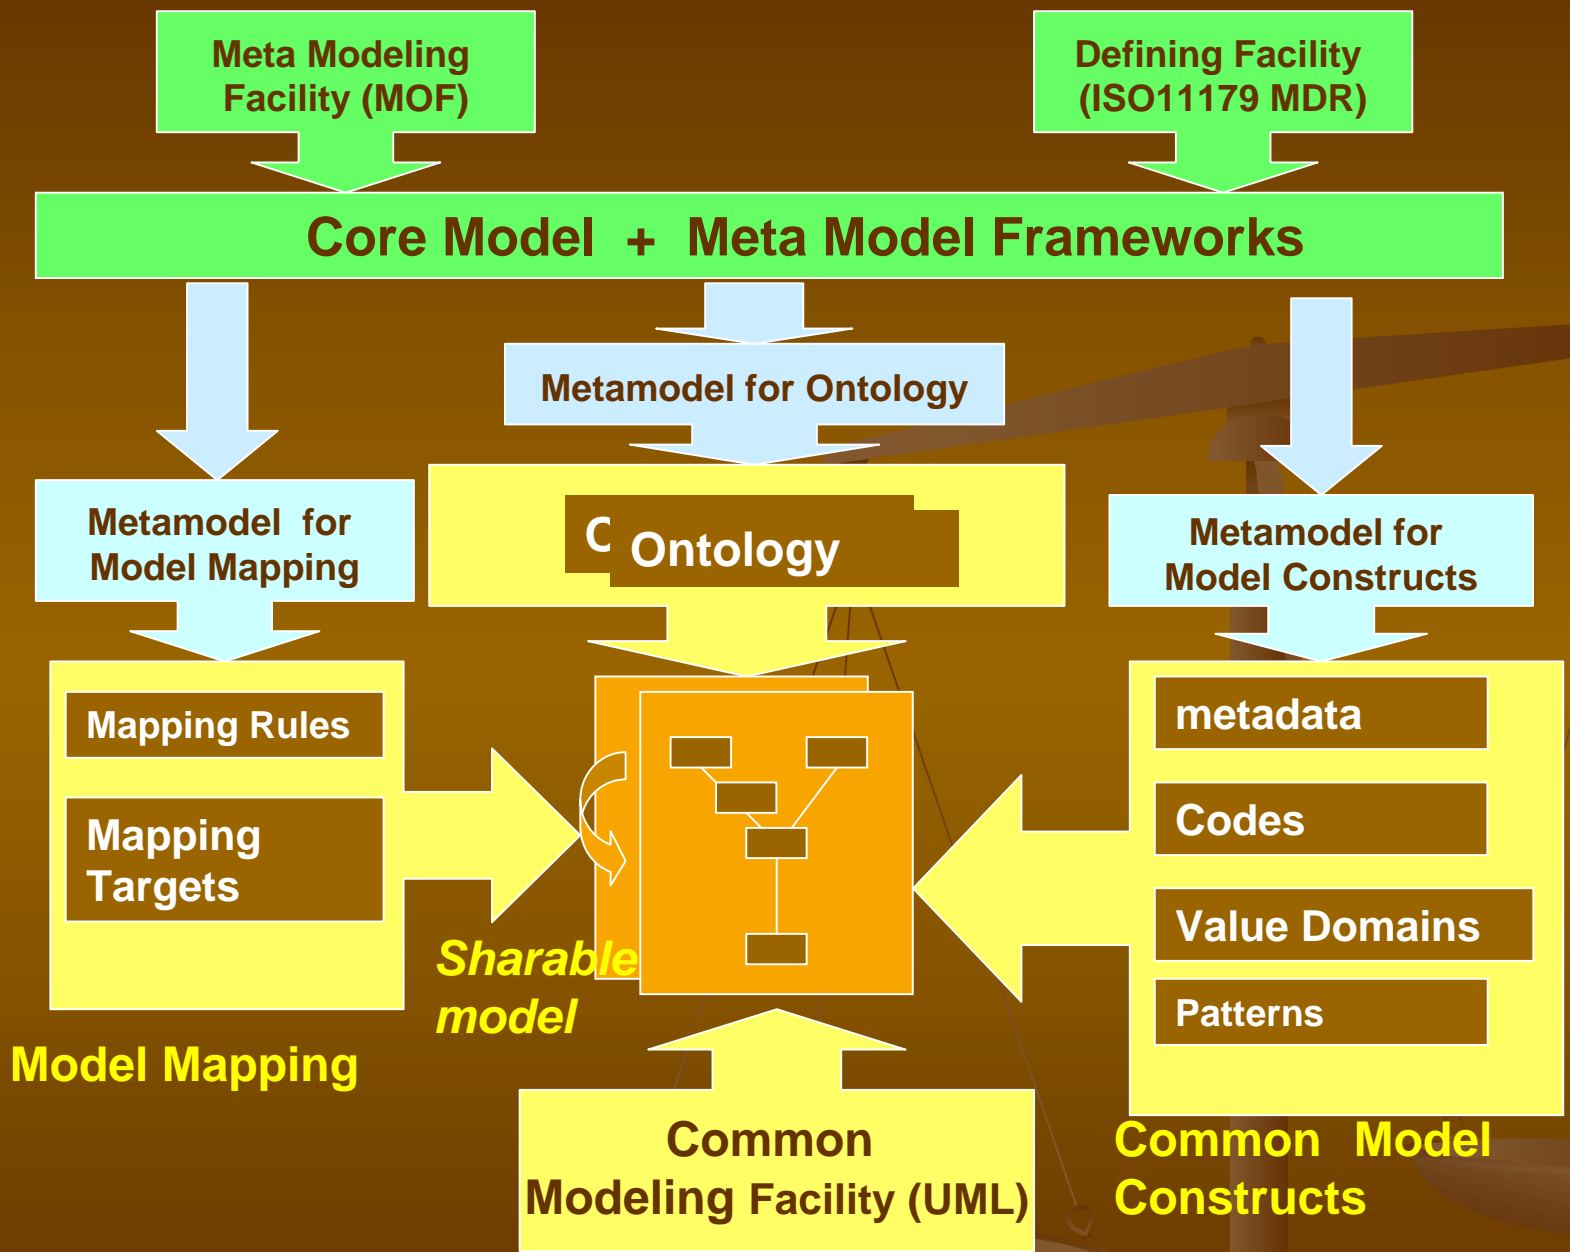 Meta Modeling
Facility (MOF)
Defining Facility
(ISO11179 MDR)
Core Model + Meta Model Frameworks
Metamodel for Ontology
Metamodel for
Model Mapping
Ontology
Metamodel for
Model Constructs
Mapping Rules
Mapping
Targets
Model Mapping
Sharable
model
metadata
Codes
Value Domains
Patterns
Common Model
Constructs
Common
Modeling Facility (UML)